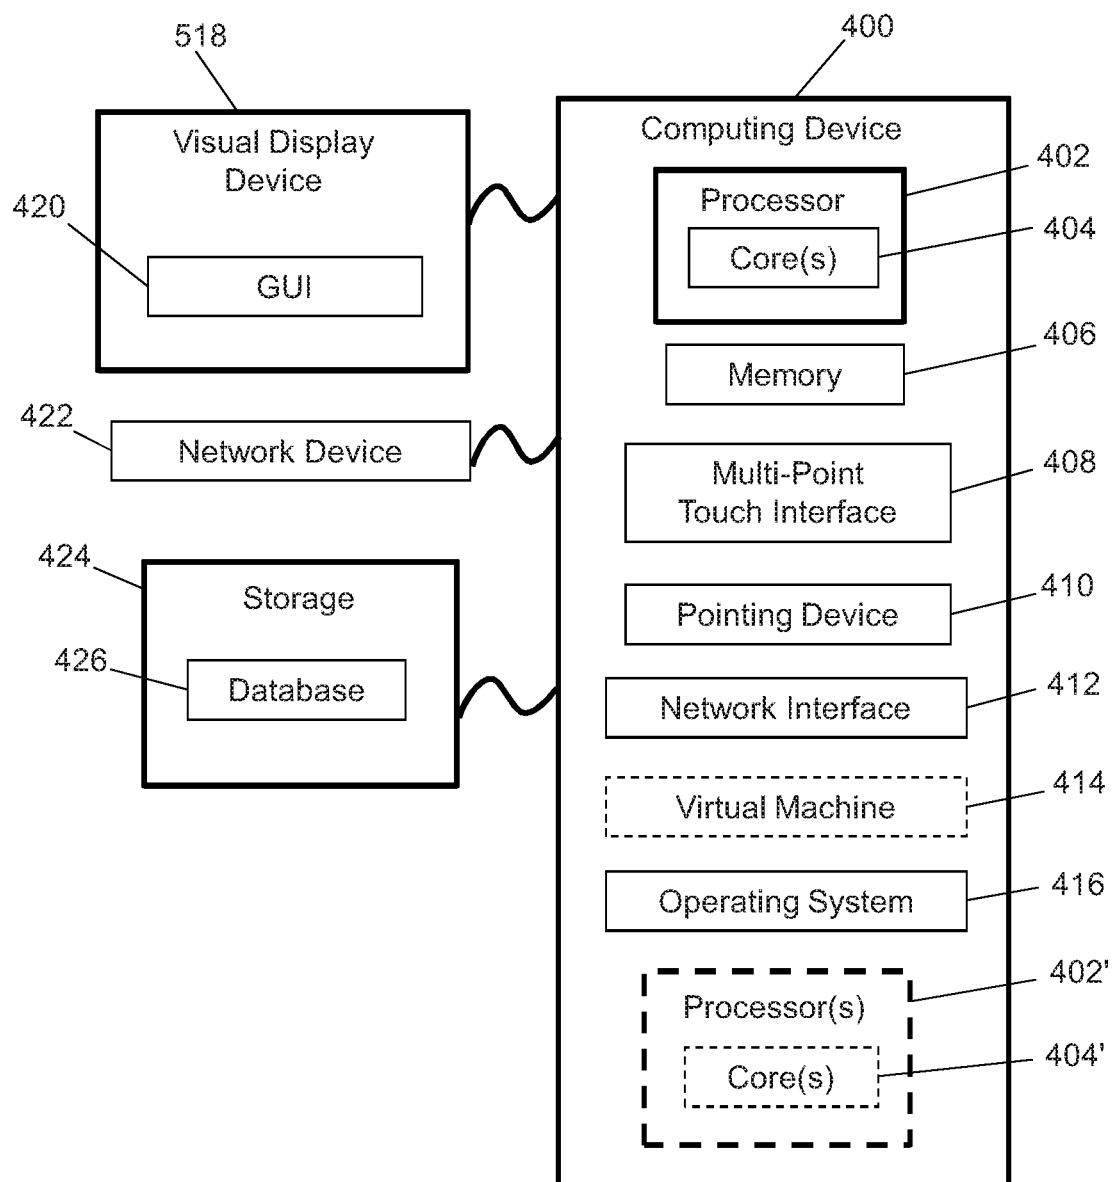 518
400
Visual Display
Device
420
GUI
Computing Device
402
Processor
404
Core(s)
406
Memory
422
Network Device
Multi-Point
Touch Interface
408
424
Storage
410
Pointing Device
426
Database
412
Network Interface
414
Virtual Machine
416
Operating System
402'
Processor(s)
404'
Core(s)